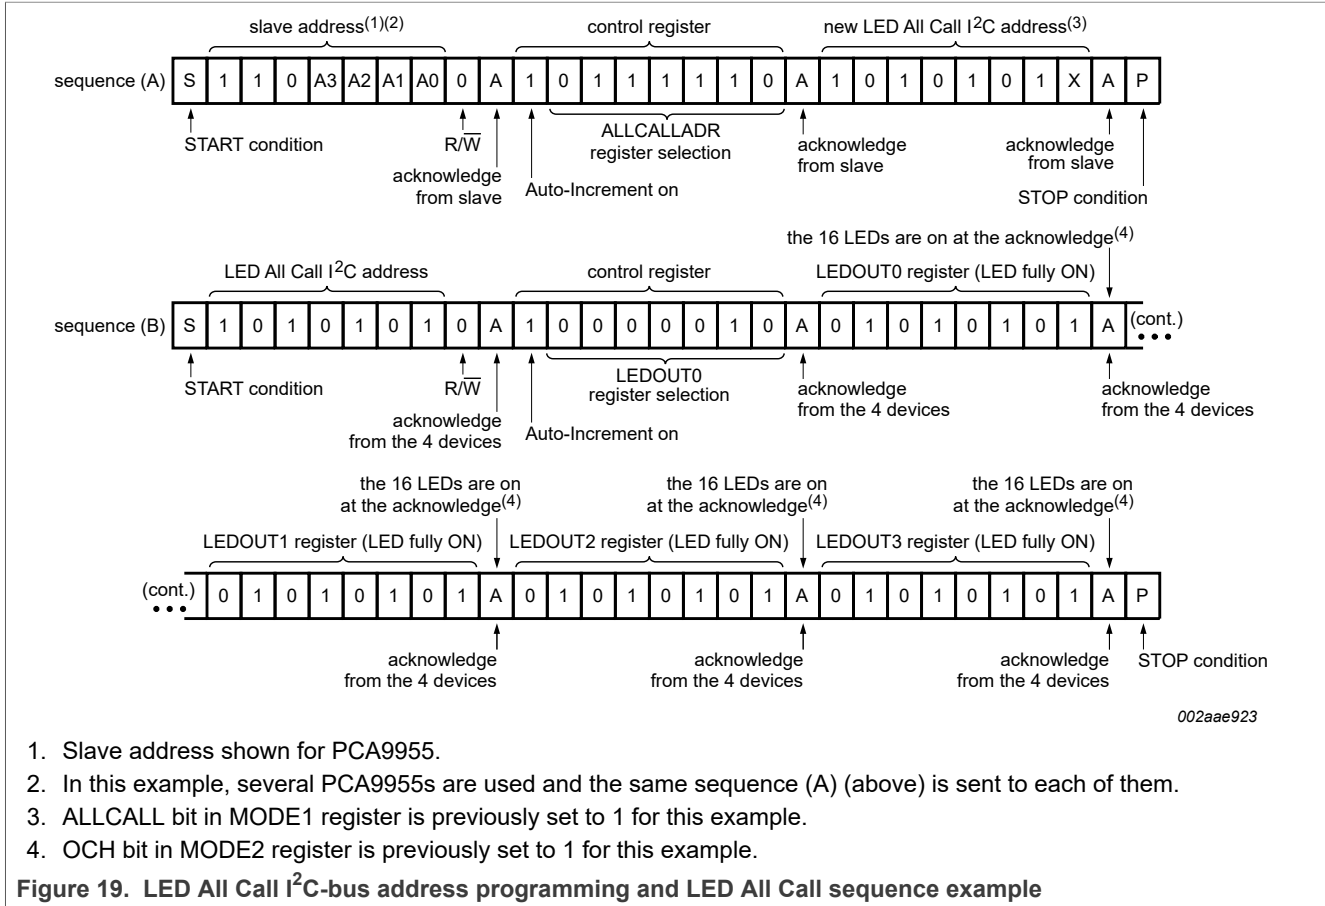 slave address(1)(2) control register new LED All Call I2C address(3)
sequence (A) S 1 1 0 A3 A2 A1 A0 0 A 1 0 1 1 1 1 1 0 A 1 0 1 0 1 0 1 X A P
START condition R/W ALLCALLADR acknowledge acknowledge
register selection from slave from slave
acknowledge
from slave Auto-Increment on STOP condition
the 16 LEDs are on at the acknowledge(4)
LED All Call I2C address control register LEDOUT0 register (LED fully ON)
sequence (B) S 1 0 1 0 1 0 1 0 A 1 0 0 0 0 0 1 0 A 0 1 0 1 0 1 0 1 A (cont.)
START condition R/W LEDOUT0 acknowledge acknowledge
register selection from the 4 devices from the 4 devices
acknowledge
from the 4 devices Auto-Increment on
the 16 LEDs are on the 16 LEDs are on the 16 LEDs are on
at the acknowledge(4) at the acknowledge(4) at the acknowledge(4)
LEDOUT1 register (LED fully ON) LEDOUT2 register (LED fully ON) LEDOUT3 register (LED fully ON)
(cont.) 0 1 0 1 0 1 0 1 A 0 1 0 1 0 1 0 1 A 0 1 0 1 0 1 0 1 A P
acknowledge acknowledge acknowledge STOP condition
from the 4 devices from the 4 devices from the 4 devices
002aae923
1. Slave address shown for PCA9955.
2. In this example, several PCA9955s are used and the same sequence (A) (above) is sent to each of them.
3. ALLCALL bit in MODE1 register is previously set to 1 for this example.
4. OCH bit in MODE2 register is previously set to 1 for this example.
Figure 19. LED All Call I2C-bus address programming and LED All Call sequence example